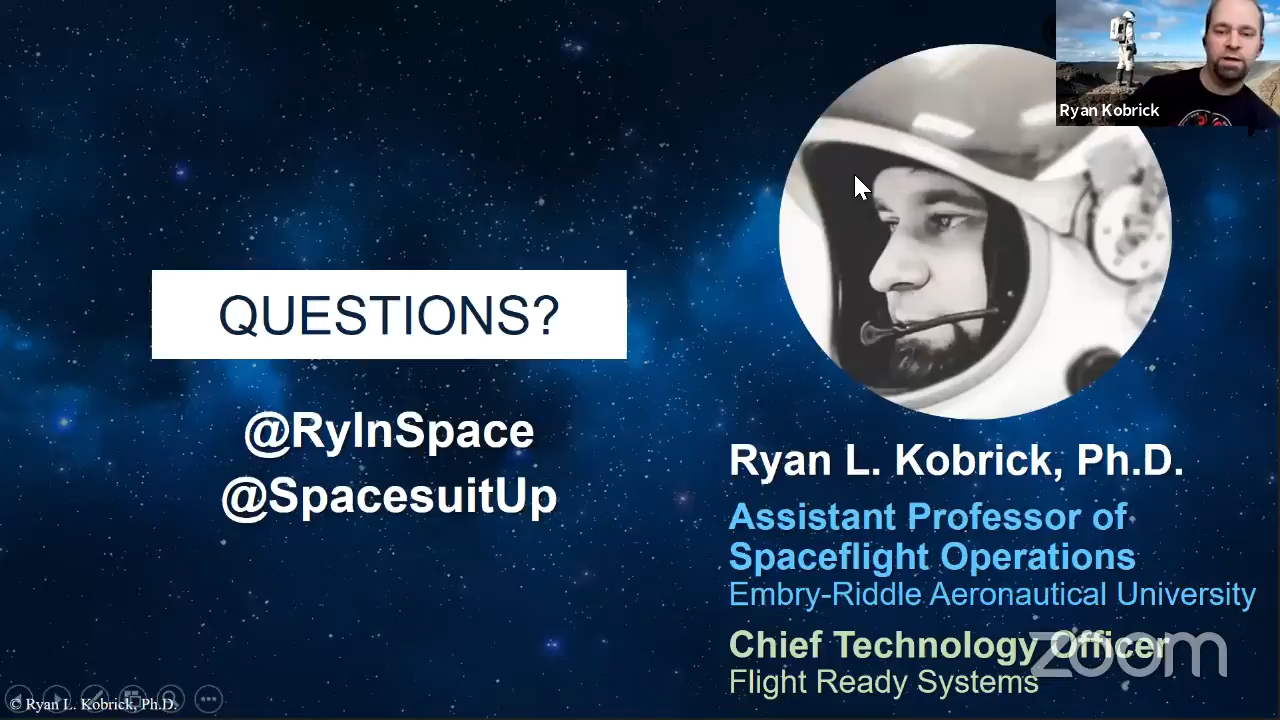 Ryan Kobrick
QUESTIONS?
@RyInSpace
@SpacesuitUp
Ryan L. Kobrick, Ph.D.
Assistant Professor of
Spaceflight Operations
Embry-Riddle Aeronautical University
Chief Technology Officer
Flight Ready Systems
zoom
© Ryan L. Kobrick, Ph.D.